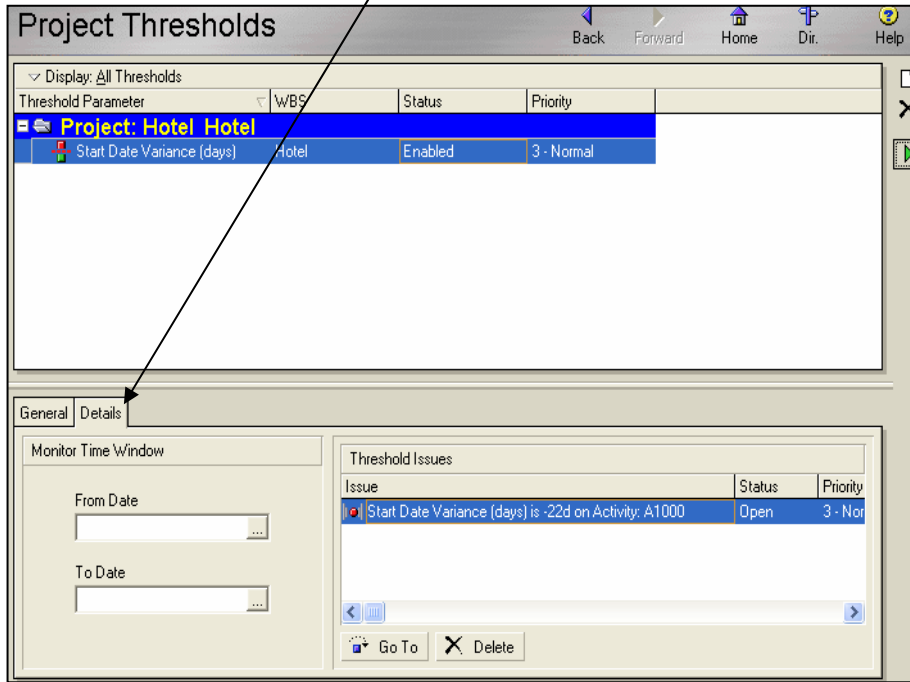 Project Thresholds
Back Forward Home Dir. Help
Display: All Thresholds
Threshold Parameter WBS Status Priority
Project: Hotel Hotel
Start Date Variance (days) Hotel Enabled 3 - Normal
General Details
Monitor Time Window
From Date
...
To Date
...
Threshold Issues
Issue Status Priority
Start Date Variance (days) is -22d on Activity: A1000 Open 3 - Nor
Go To Delete